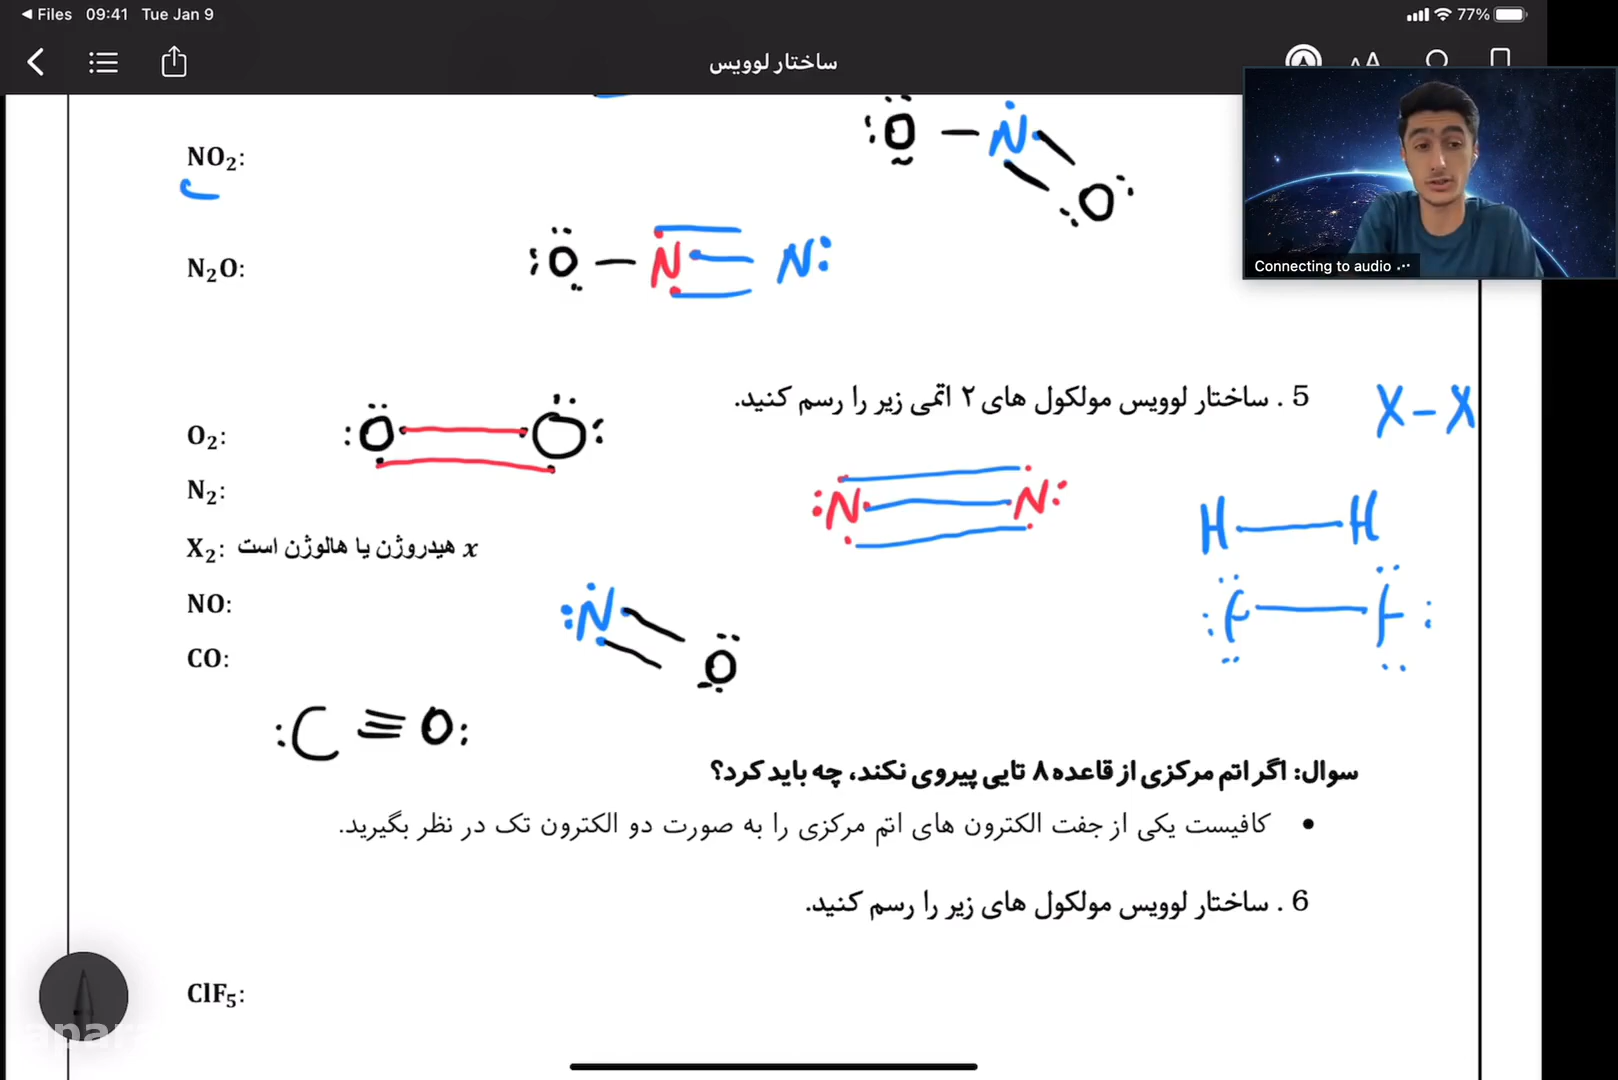 Files 09:41 Tue Jan 9 77%
ساختار لوویس
AA
Connecting to audio ...
NO₂:
:O – N O:
N₂O:
:O – N N:
5 . ساختار لوویس مولکول های ۲ اتمی زیر را رسم کنید.
X – X
O₂:
:O O:
N₂:
:N N:
H H
X₂: x هیدروژن یا هالوژن است
NO:
:N O
:F F:
CO:
:C ≡ O:
سوال: اگر اتم مرکزی از قاعده ۸ تایی پیروی نکند، چه باید کرد؟
• کافیست یکی از جفت الکترون های اتم مرکزی را به صورت دو الکترون تک در نظر بگیرید.
6 . ساختار لوویس مولکول های زیر را رسم کنید.
ClF₅: